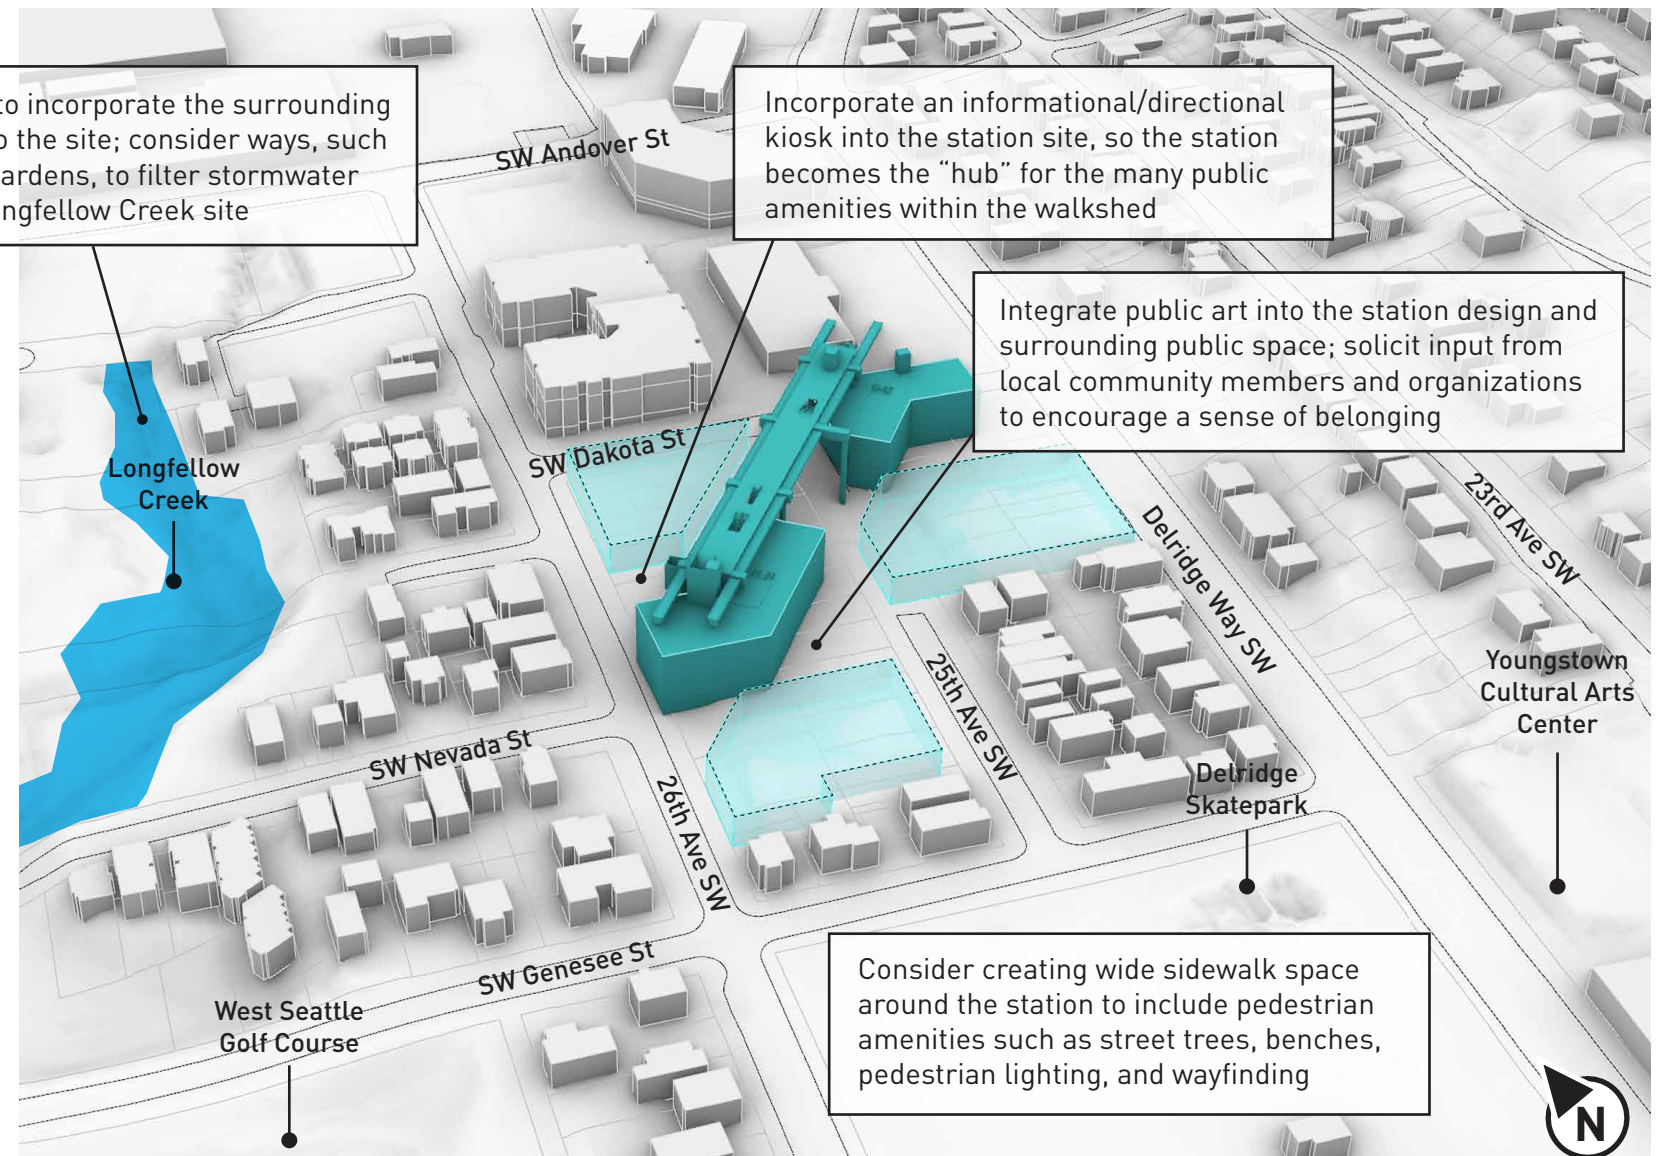 to incorporate the surrounding
the site; consider ways, such
ardens, to filter stormwater
ngfellow Creek site
Incorporate an informational/directional
kiosk into the station site, so the station
becomes the “hub” for the many public
amenities within the walkshed
Integrate public art into the station design and
surrounding public space; solicit input from
local community members and organizations
to encourage a sense of belonging
SW Andover St
SW Dakota St
Longfellow
Creek
23rd Ave SW
Delridge Way SW
Youngstown
Cultural Arts
Center
25th Ave SW
SW Nevada St
26th Ave SW
Delridge
Skatepark
SW Genesee St
West Seattle
Golf Course
Consider creating wide sidewalk space
around the station to include pedestrian
amenities such as street trees, benches,
pedestrian lighting, and wayfinding
N